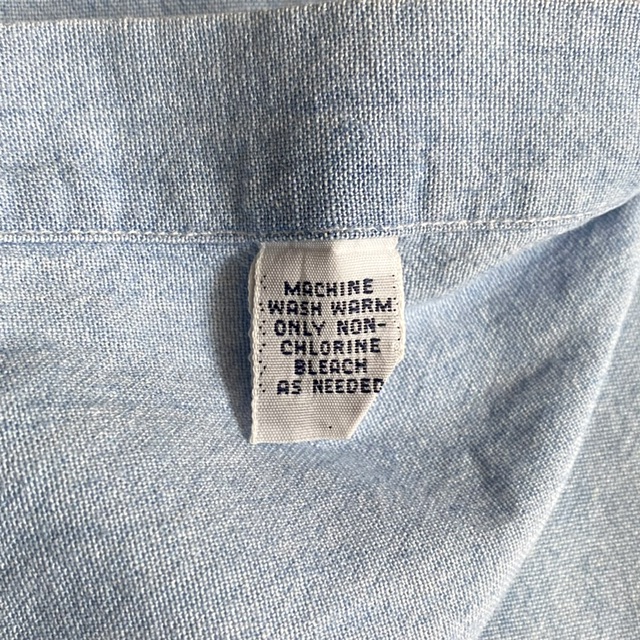 MACHINE
WASH WARM
ONLY NON-
CHLORINE
BLEACH
AS NEEDED